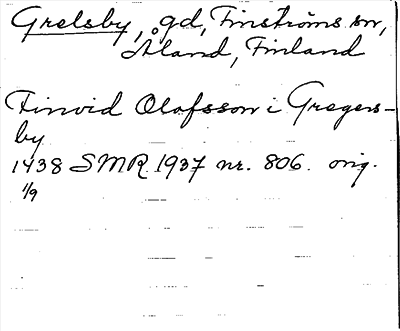 Grelsby, gd, Finströms sn,
Åland, Finland
Finvid Olofsson i Gregers-
by
1438 SMR 1937 nr. 806. orig.
1/9